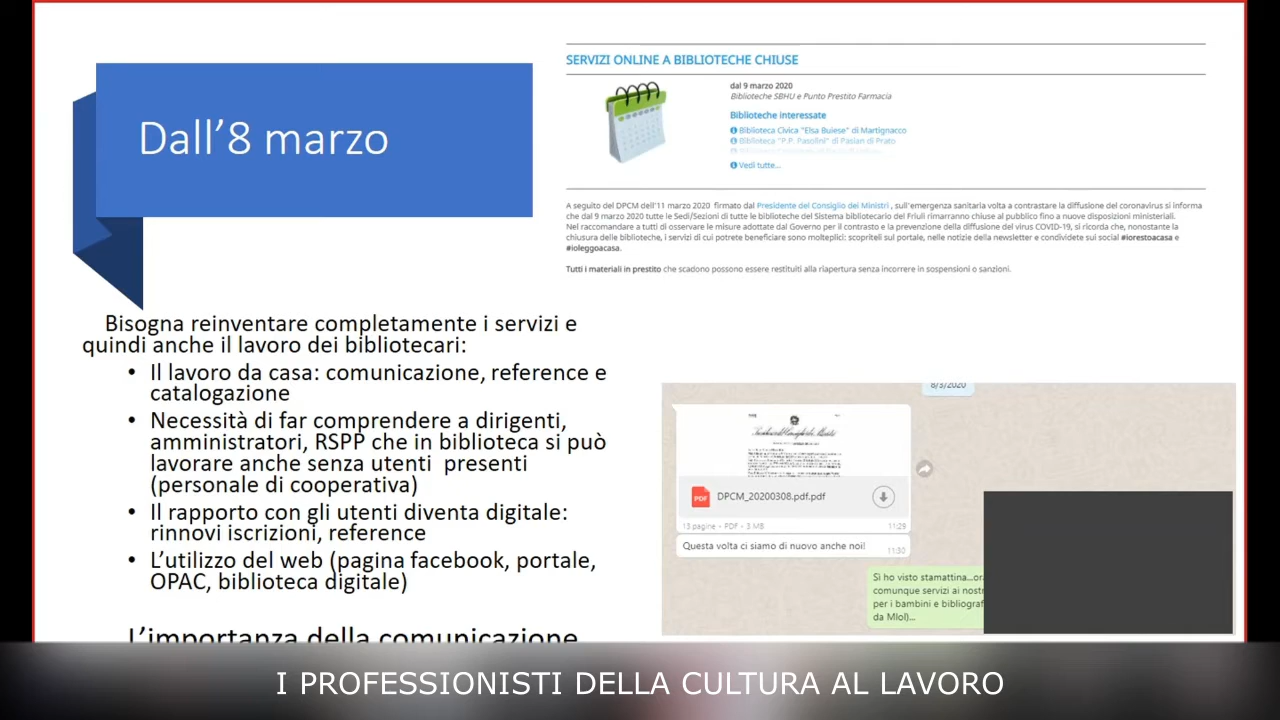 Dall’8 marzo
SERVIZI ONLINE A BIBLIOTECHE CHIUSE
dal 9 marzo 2020
Biblioteche SBHU e Punto Prestito Farmacia
Biblioteche interessate
Biblioteca Civica "Elsa Buiese" di Martignacco
Biblioteca "P.P. Pasolini" di Pasian di Prato
Vedi tutte...
A seguito del DPCM dell'11 marzo 2020 firmato dal Presidente del Consiglio dei Ministri , sull'emergenza sanitaria volta a contrastare la diffusione del coronavirus si informa
che dal 9 marzo 2020 tutte le Sedi/Sezioni di tutte le biblioteche del Sistema bibliotecario del Friuli rimarranno chiuse al pubblico fino a nuove disposizioni ministeriali.
Nel raccomandare a tutti di osservare le misure adottate dal Governo per il contrasto e la prevenzione della diffusione del virus COVID-19, si ricorda che, nonostante la
chiusura delle biblioteche, i servizi di cui potrete beneficiare sono molteplici: scopriteli sul portale, nelle notizie della newsletter e condividete sui social #iorestoacasa e
#ioleggoacasa.
Tutti i materiali in prestito che scadono possono essere restituiti alla riapertura senza incorrere in sospensioni o sanzioni.
Bisogna reinventare completamente i servizi e
quindi anche il lavoro dei bibliotecari:
• Il lavoro da casa: comunicazione, reference e
catalogazione
• Necessità di far comprendere a dirigenti,
amministratori, RSPP che in biblioteca si può
lavorare anche senza utenti presenti
(personale di cooperativa)
• Il rapporto con gli utenti diventa digitale:
rinnovi iscrizioni, reference
• L’utilizzo del web (pagina facebook, portale,
OPAC, biblioteca digitale)
L’importanza della comunicazione
8/3/2020
PDF DPCM_20200308.pdf.pdf
13 pagine • PDF • 3 MB 11:29
Questa volta ci siamo di nuovo anche noi! 11:30
Sì ho visto stamattina...ora
comunque servizi ai nostr
per i bambini e bibliograf
da Mlol)...
I PROFESSIONISTI DELLA CULTURA AL LAVORO